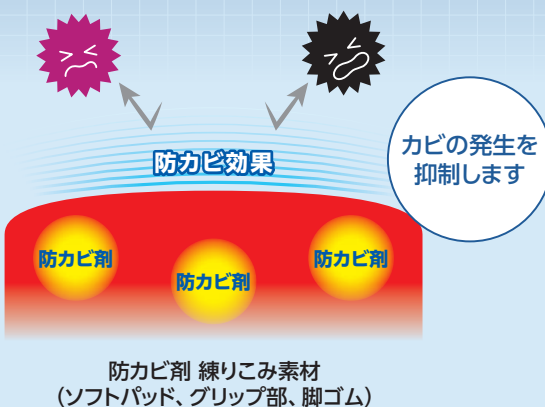 防カビ効果
カビの発生を
抑制します
防カビ剤
防カビ剤
防カビ剤
防カビ剤 練りこみ素材
（ソフトパッド、グリップ部、脚ゴム）